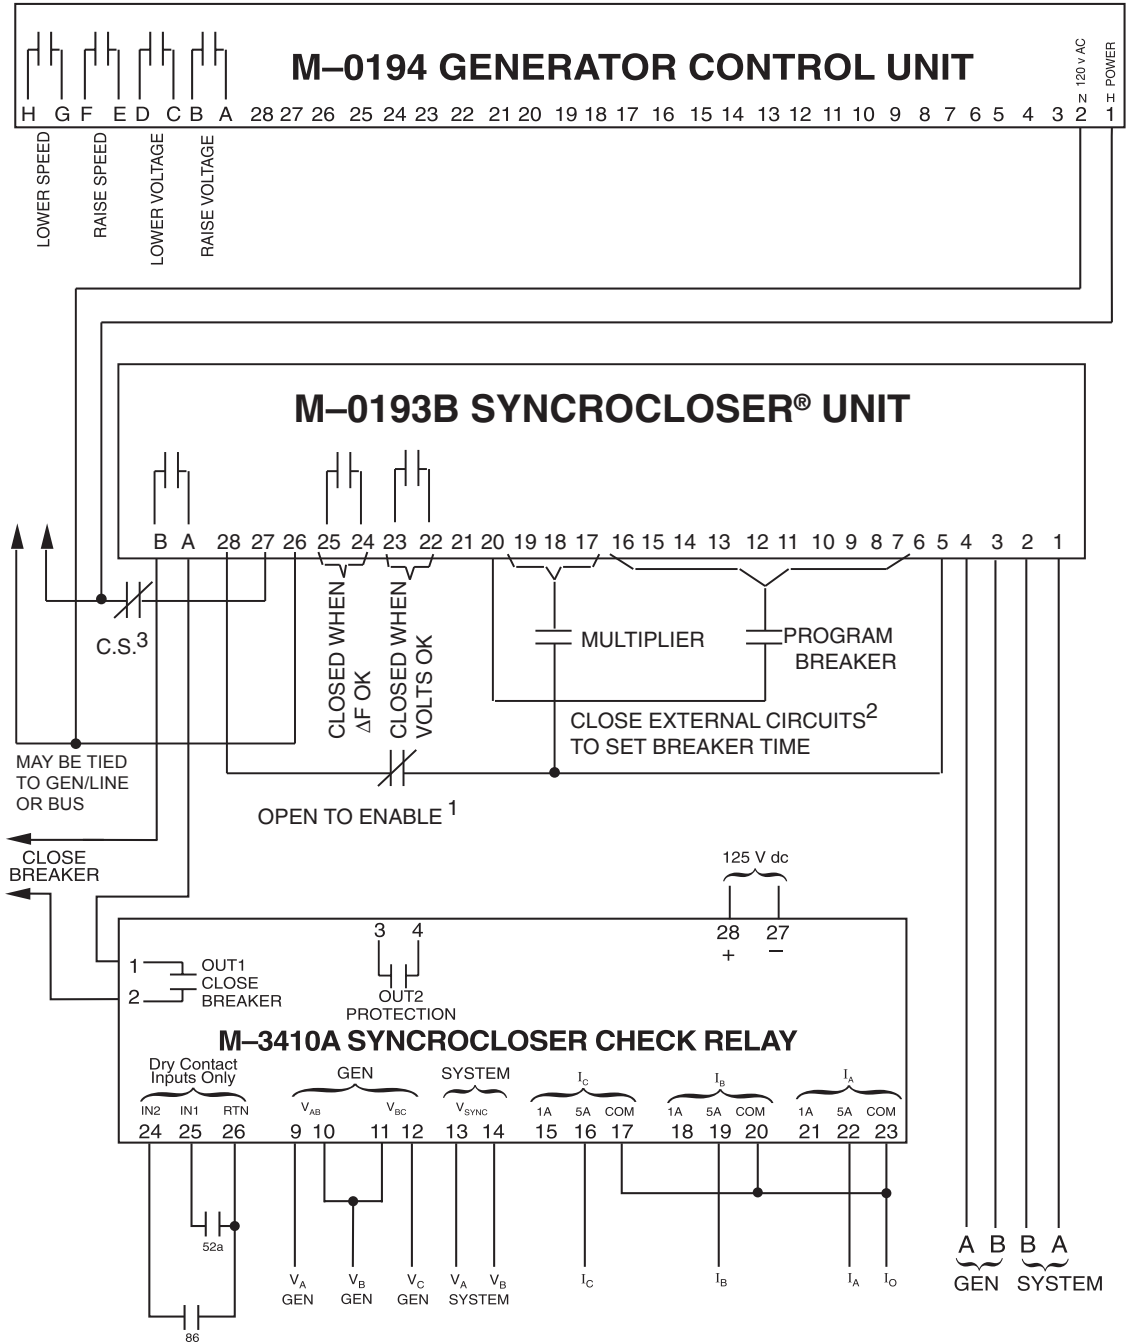 M–0194 GENERATOR CONTROL UNIT
N 120 v AC
H POWER
H G F E D C B A 28 27 26 25 24 23 22 21 20 19 18 17 16 15 14 13 12 11 10 9 8 7 6 5 4 3 2 1
LOWER SPEED
RAISE SPEED
LOWER VOLTAGE
RAISE VOLTAGE
M–0193B SYNCROCLOSER® UNIT
B A 28 27 26 25 24 23 22 21 20 19 18 17 16 15 14 13 12 11 10 9 8 7 6 5 4 3 2 1
C.S.3
CLOSED WHEN
ΔF OK
CLOSED WHEN
VOLTS OK
MULTIPLIER
PROGRAM
BREAKER
CLOSE EXTERNAL CIRCUITS2
TO SET BREAKER TIME
MAY BE TIED
TO GEN/LINE
OR BUS
OPEN TO ENABLE 1
CLOSE
BREAKER
125 V dc
3 4
28 27
+ –
1
2
OUT1
CLOSE
BREAKER
OUT2
PROTECTION
M–3410A SYNCROCLOSER CHECK RELAY
Dry Contact
Inputs Only
GEN SYSTEM IC IB IA
IN2 IN1 RTN VAB VBC VSYNC 1A 5A COM 1A 5A COM 1A 5A COM
24 25 26 9 10 11 12 13 14 15 16 17 18 19 20 21 22 23
52a
86
VA VB VC VA VB IC IB IA IO
GEN GEN GEN SYSTEM
A B B A
GEN SYSTEM